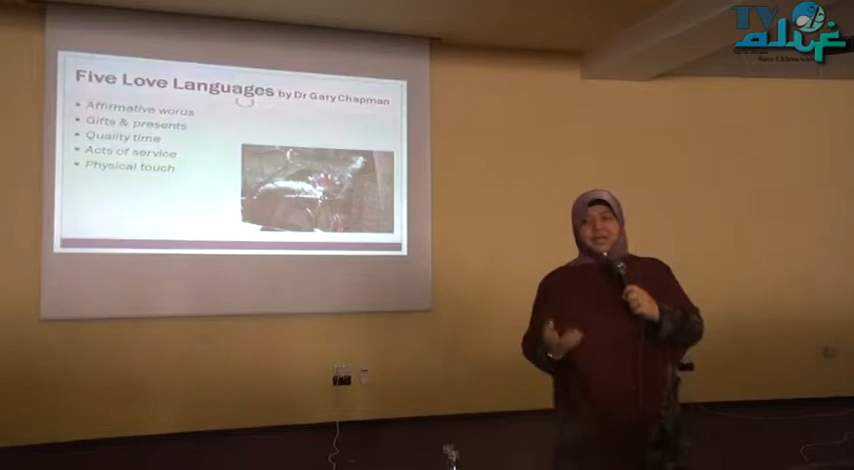 Five Love Languages by Dr Gary Chapman
• Affirmative words
• Gifts & presents
• Quality time
• Acts of service
• Physical touch
TV